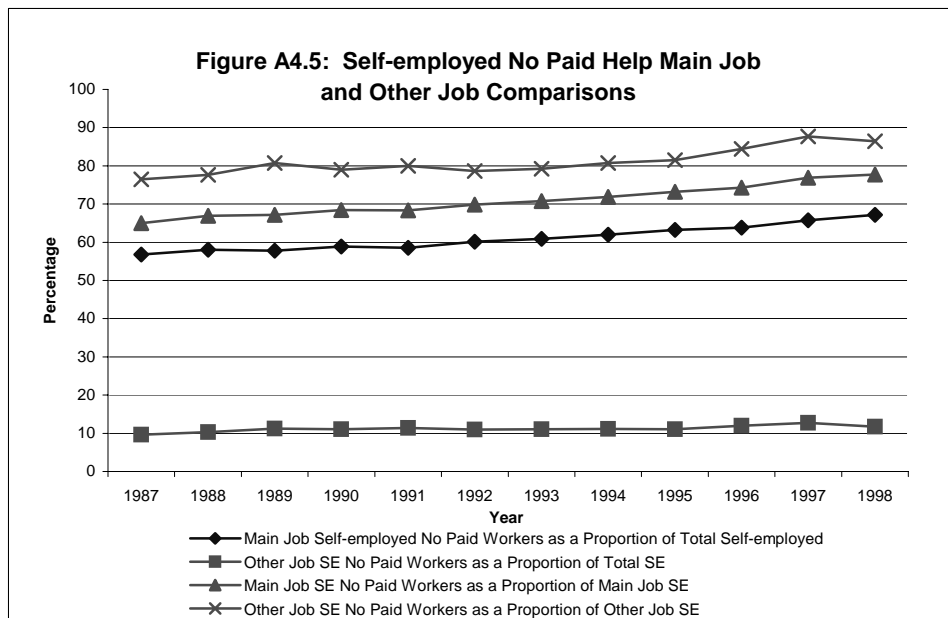 Figure A4.5: Self-employed No Paid Help Main Job
and Other Job Comparisons
100
90
80
70
60
50
40
30
20
10
0
Percentage
1987 1988 1989 1990 1991 1992 1993 1994 1995 1996 1997 1998
Year
Main Job Self-employed No Paid Workers as a Proportion of Total Self-employed
Other Job SE No Paid Workers as a Proportion of Total SE
Main Job SE No Paid Workers as a Proportion of Main Job SE
Other Job SE No Paid Workers as a Proportion of Other Job SE